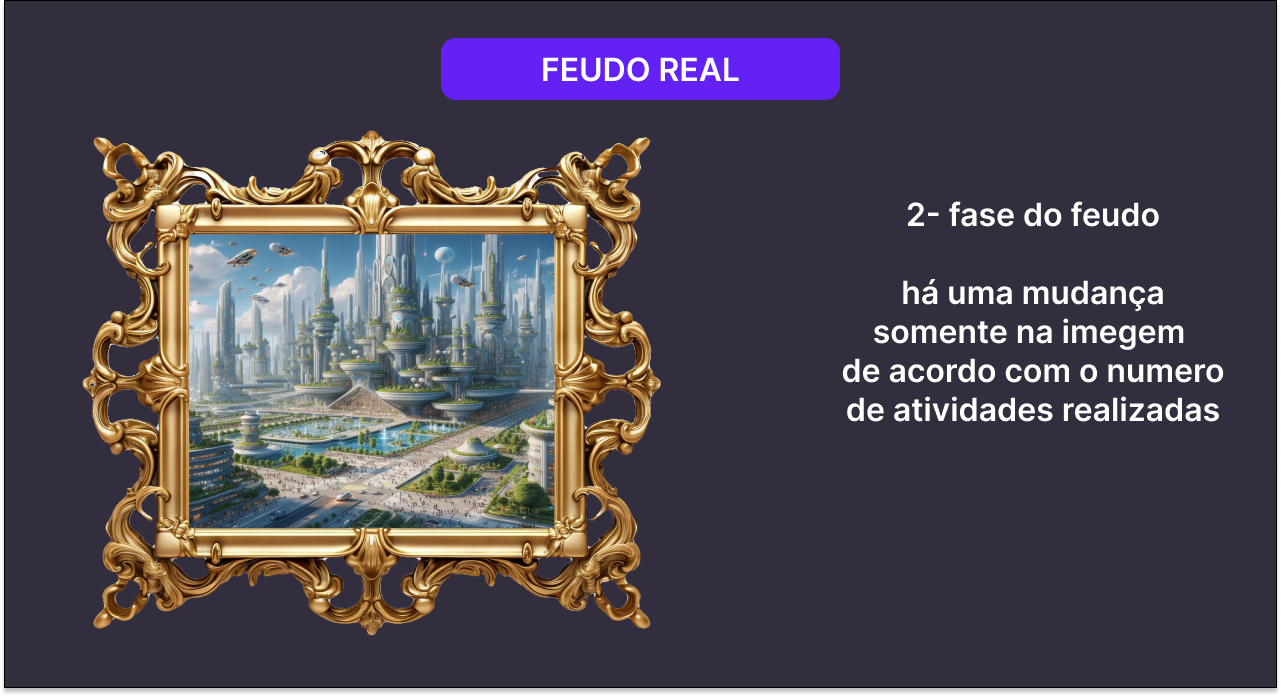 FEUDO REAL
2- fase do feudo
há uma mudança
somente na imegem
de acordo com o numero
de atividades realizadas